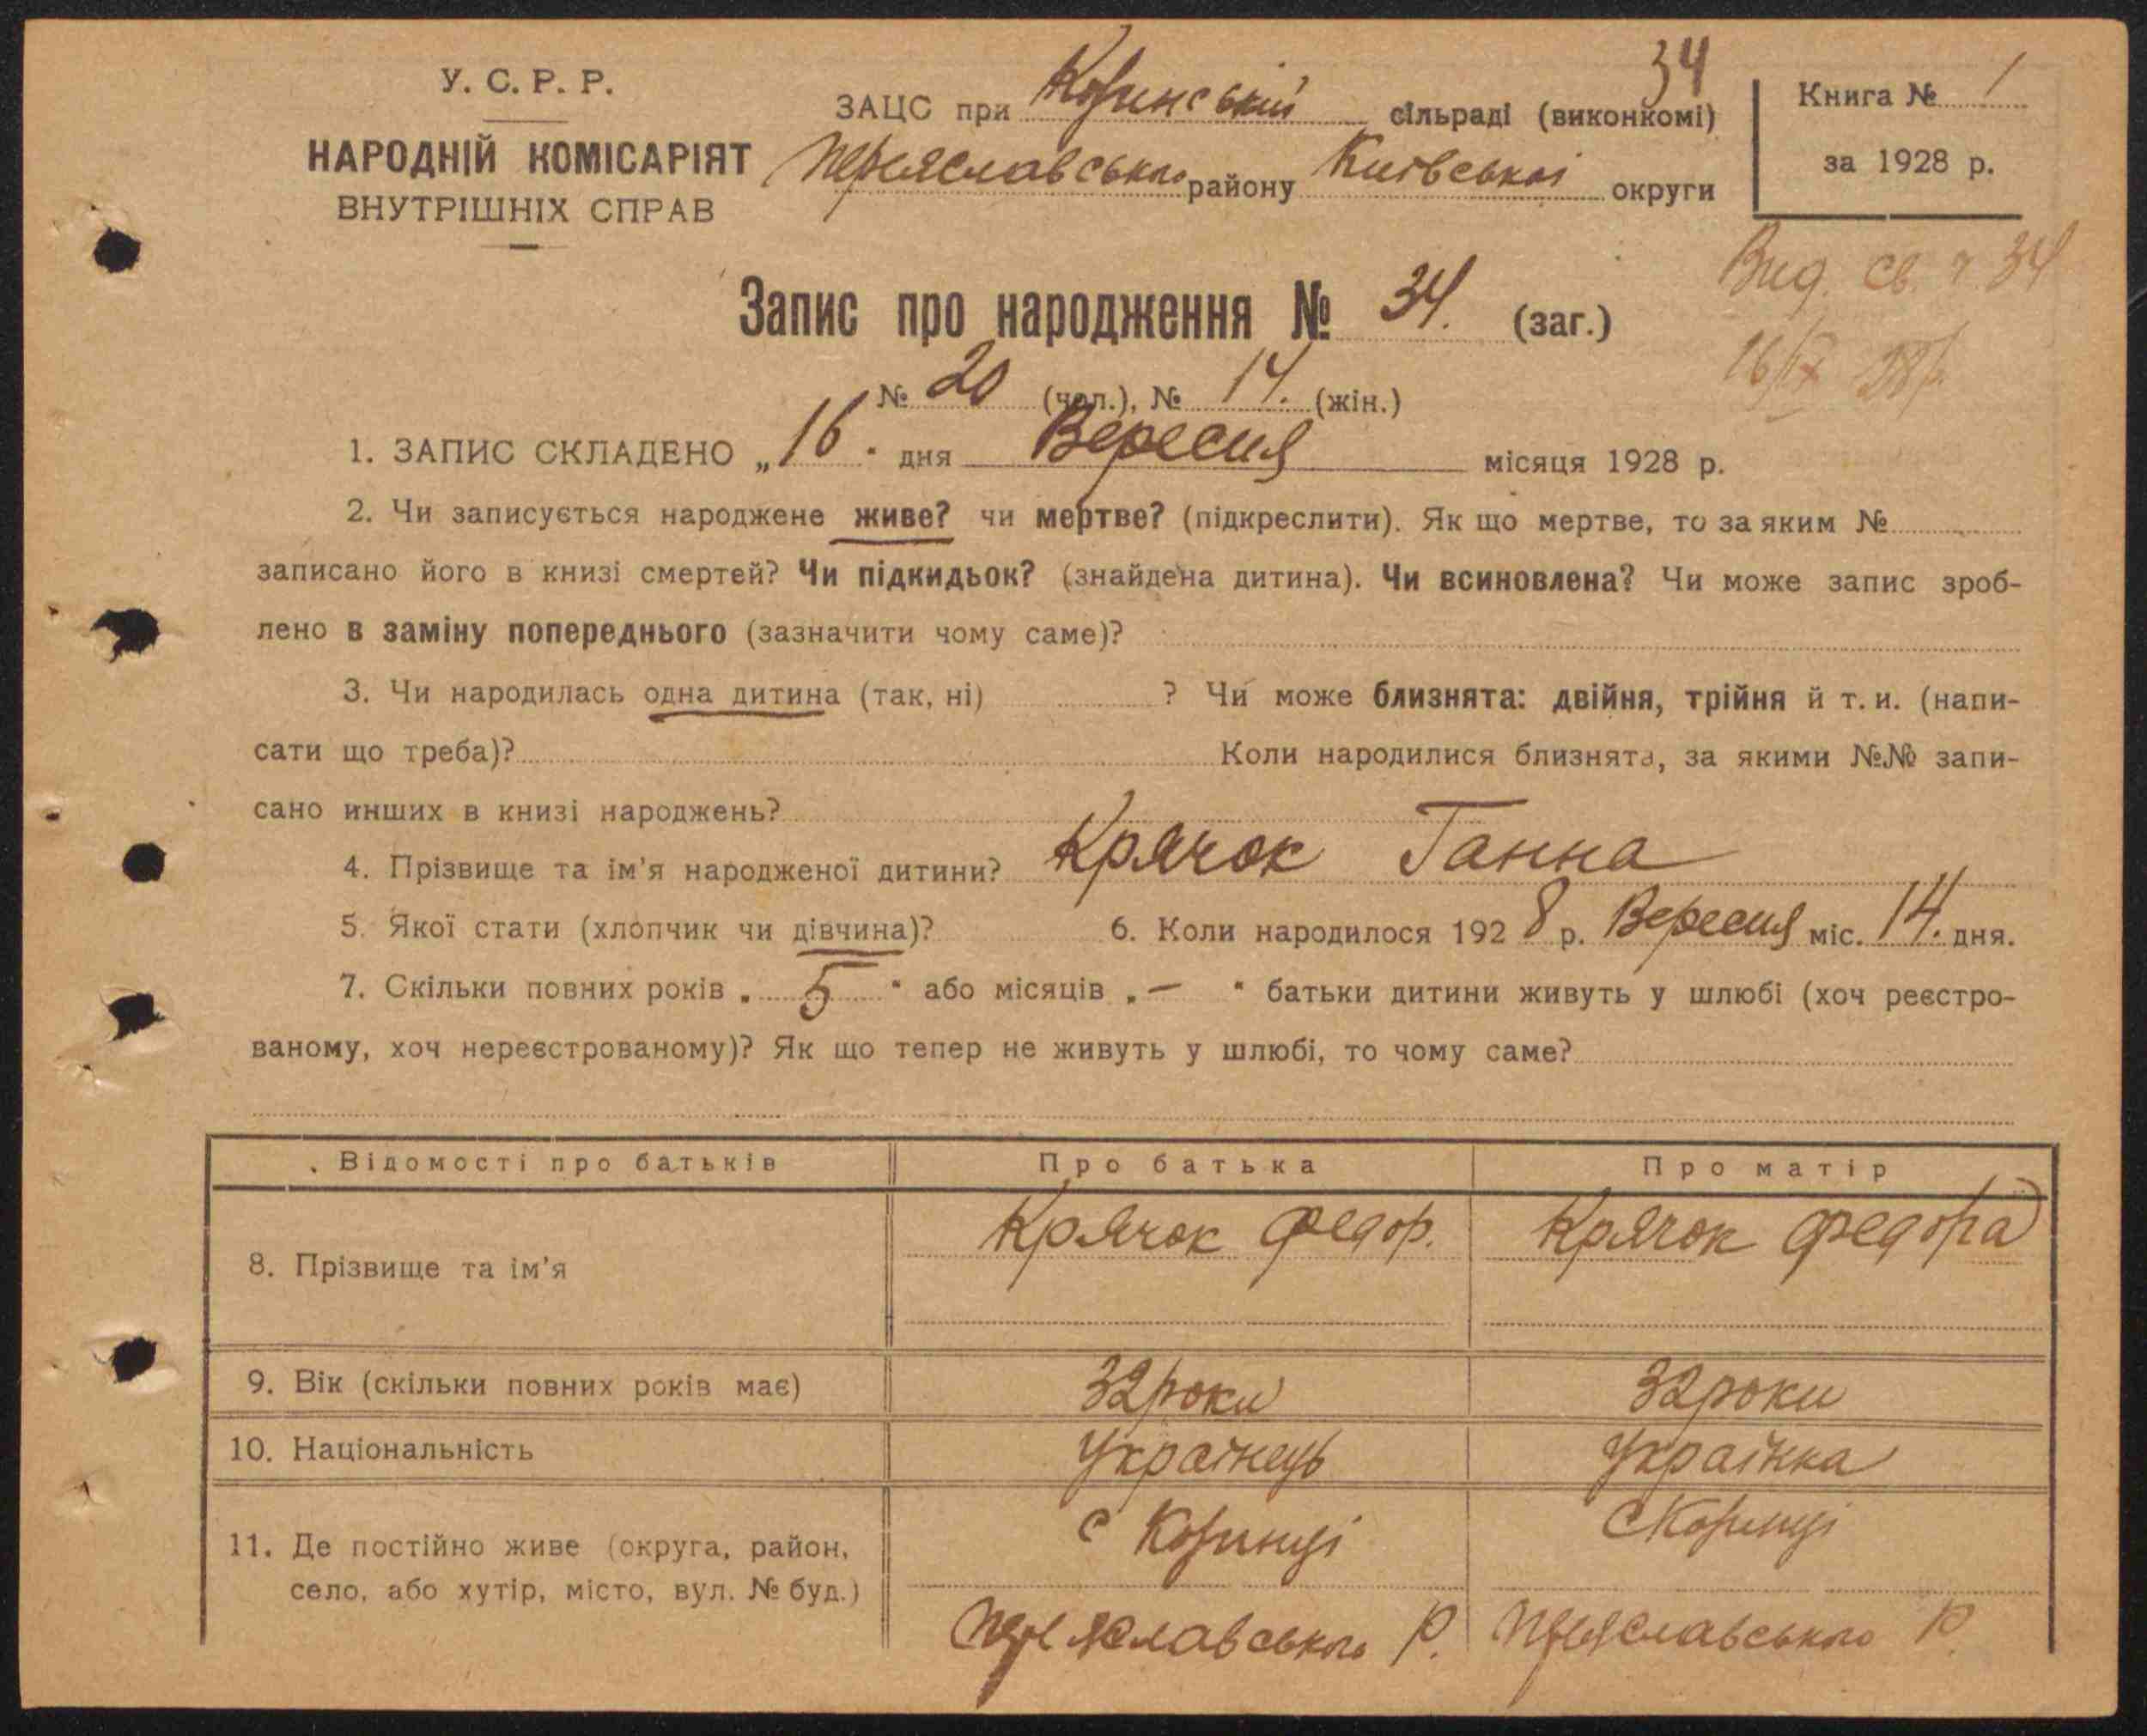 34
У. С. Р. Р.
НАРОДНІЙ КОМІСАРІЯТ
ВНУТРІШНІХ СПРАВ
ЗАЦС при Коринській сільраді (виконкомі)
Переяславського району Київської округи
Книга № 1
за 1928 р.
Вид. св. ч 34
16/IX 28 р.
Запис про народження № 34. (заг.)
№ 20 (чол.), № 14. (жін.)
1. ЗАПИС СКЛАДЕНО „16" дня Вересня місяця 1928 р.
2. Чи записується народжене живе? чи мертве? (підкреслити). Як що мертве, то за яким №
записано його в книзі смертей? Чи підкидьок? (знайдена дитина). Чи всиновлена? Чи може запис зроб-
лено в заміну попереднього (зазначити чому саме)?
3. Чи народилась одна дитина (так, ні) ? Чи може близнята: двійня, трійня й т. и. (напи-
сати що треба)? Коли народилися близнята, за якими №№ запи-
сано инших в книзі народжень?
4. Прізвище та ім'я народженої дитини? Крячок Ганна
5. Якої стати (хлопчик чи дівчина)? 6. Коли народилося 1928 р. Вересня міс. 14. дня.
7. Скільки повних років „5" або місяців „—" батьки дитини живуть у шлюбі (хоч реєстро-
ваному, хоч нереєстрованому)? Як що тепер не живуть у шлюбі, то чому саме?
Відомості про батьків Про батька Про матір
8. Прізвище та ім'я Крячок Федор. Крячок Федора
9. Вік (скільки повних років має) 32 роки 32 роки
10. Національність Українець Українка
11. Де постійно живе (округа, район, с Коринці с Коринці
село, або хутір, місто, вул. № буд.)
Переяславського р. Переяславського р.